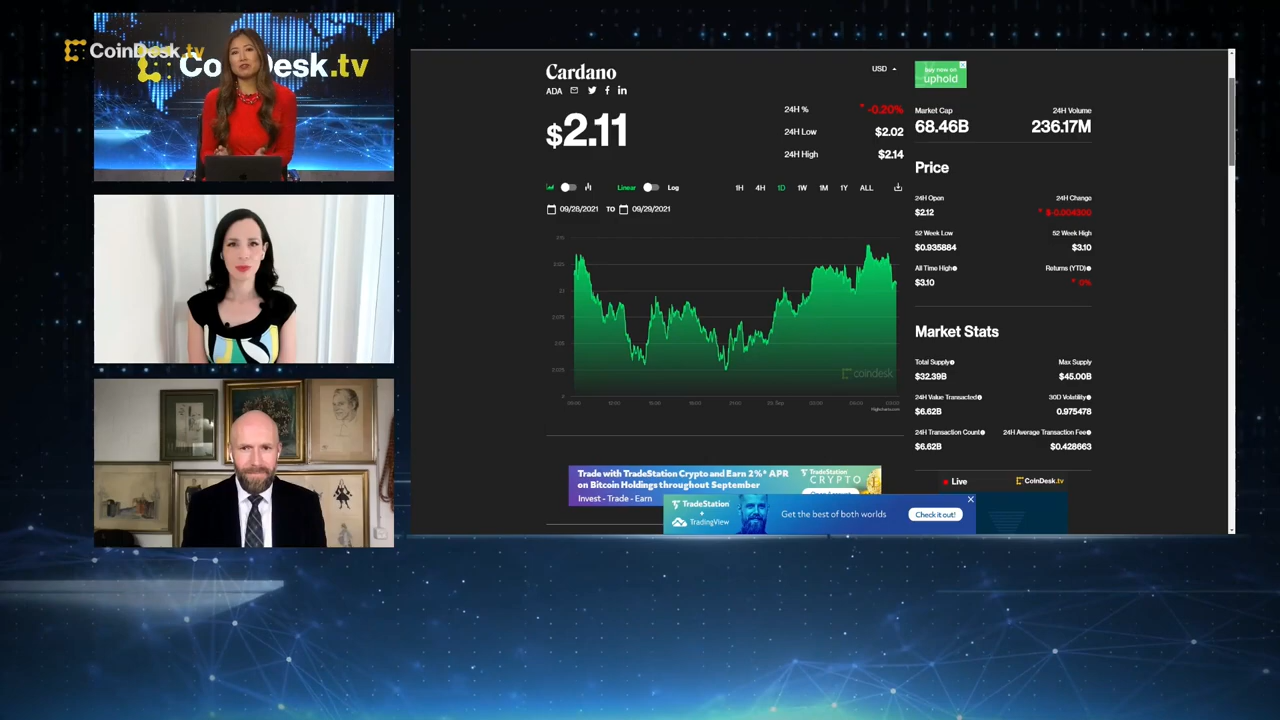 CoinDesk.tv
CoinDesk.tv
Cardano
USD
ADA
$2.11
24H % -0.20%
24H Low $2.02
24H High $2.14
Linear Log
1H 4H 1D 1W 1M 1Y ALL
09/28/2021 TO 09/29/2021
coindesk
buy now on
uphold
Market Cap 24H Volume
68.46B 236.17M
Price
24H Open 24H Change
$2.12 $-0.004300
52 Week Low 52 Week High
$0.935884 $3.10
All Time High Returns (YTD)
$3.10 0%
Market Stats
Total Supply Max Supply
$32.39B $45.00B
24H Value Transacted 30D Volatility
$6.62B 0.975478
24H Transaction Count 24H Average Transaction Fee
$6.62B $0.428663
Live CoinDesk.tv
Trade with TradeStation Crypto and Earn 2%* APR
on Bitcoin Holdings throughout September
Invest - Trade - Earn
TradeStation
CRYPTO
TradeStation
+
TradingView
Get the best of both worlds
Check it out!